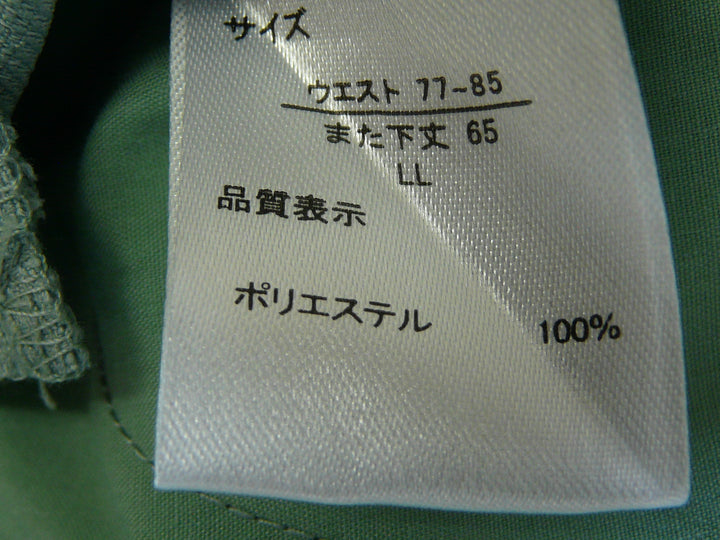 サイズ
ウエスト 77~85
また下丈 65
LL
品質表示
ポリエステル 100%